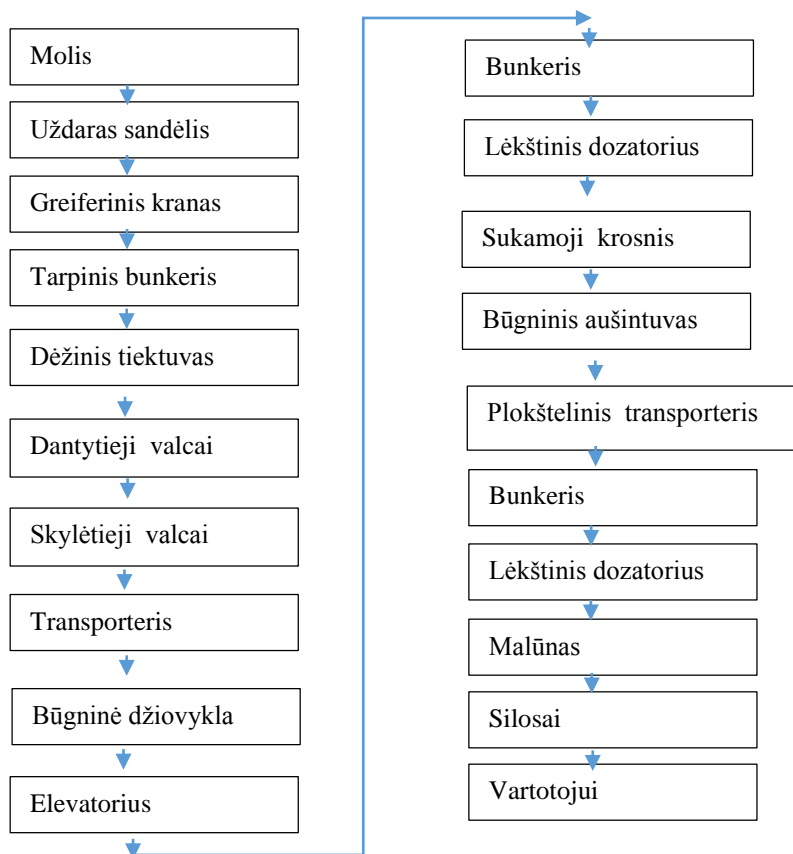 Molis
Uždaras sandėlis
Greiferinis kranas
Tarpinis bunkeris
Dėžinis tiektuvas
Dantytieji valcai
Skylėtieji valcai
Transporteris
Būgninė džiovykla
Elevatorius
Bunkeris
Lėkštinis dozatorius
Sukamoji krosnis
Būgninis aušintuvas
Plokštelinis transporteris
Bunkeris
Lėkštinis dozatorius
Malūnas
Silosai
Vartotojui